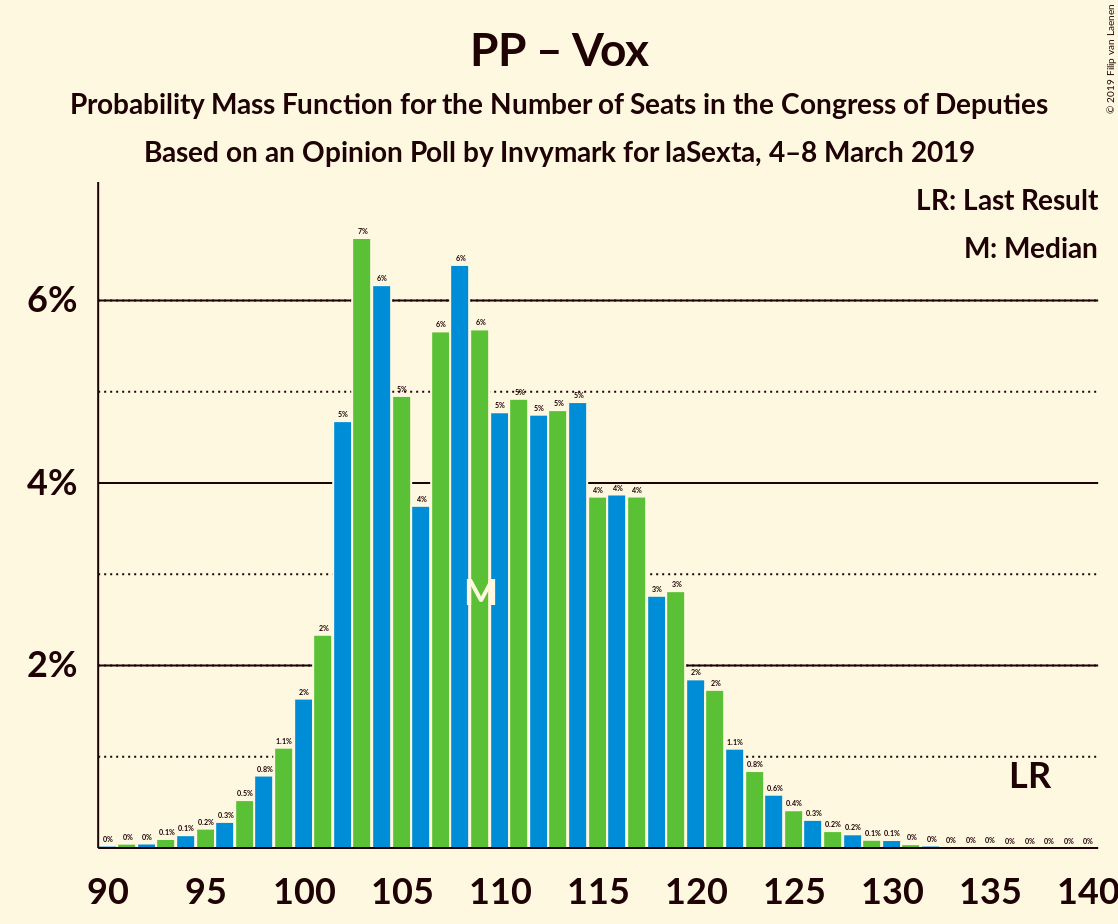 PP – Vox
Probability Mass Function for the Number of Seats in the Congress of Deputies
Based on an Opinion Poll by Invymark for laSexta, 4–8 March 2019
© 2019 Filip van Laenen
LR: Last Result
M: Median
6%
4%
2%
0% 0% 0% 0.1% 0.1% 0.2% 0.3% 0.5% 0.8% 1.1% 2% 2% 5% 7% 6% 5% 4% 6% 6% 6% 5% 5% 5% 5% 5% 4% 4% 4% 3% 3% 2% 2% 1.1% 0.8% 0.6% 0.4% 0.3% 0.2% 0.2% 0.1% 0.1% 0% 0% 0% 0% 0% 0% 0% 0% 0% 0%
M
LR
90 95 100 105 110 115 120 125 130 135 140